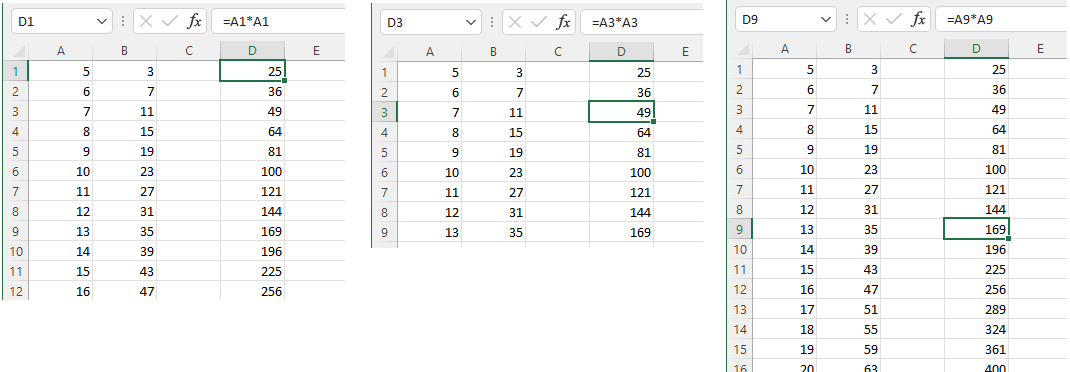 D1 fx =A1*A1
A B C D E
1 5 3 25
2 6 7 36
3 7 11 49
4 8 15 64
5 9 19 81
6 10 23 100
7 11 27 121
8 12 31 144
9 13 35 169
10 14 39 196
11 15 43 225
12 16 47 256
D3 fx =A3*A3
A B C D E
1 5 3 25
2 6 7 36
3 7 11 49
4 8 15 64
5 9 19 81
6 10 23 100
7 11 27 121
8 12 31 144
9 13 35 169
D9 fx =A9*A9
A B C D E
1 5 3 25
2 6 7 36
3 7 11 49
4 8 15 64
5 9 19 81
6 10 23 100
7 11 27 121
8 12 31 144
9 13 35 169
10 14 39 196
11 15 43 225
12 16 47 256
13 17 51 289
14 18 55 324
15 19 59 361
16 20 63 400